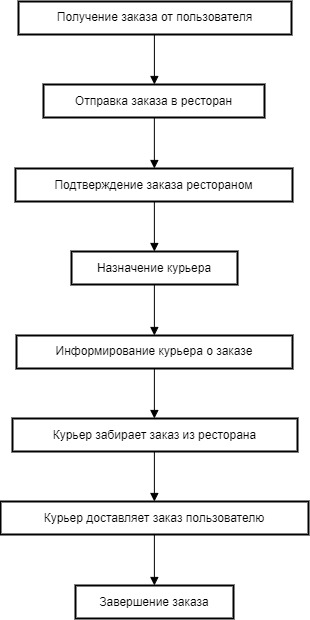 Получение заказа от пользователя
Отправка заказа в ресторан
Подтверждение заказа рестораном
Назначение курьера
Информирование курьера о заказе
Курьер забирает заказ из ресторана
Курьер доставляет заказ пользователю
Завершение заказа